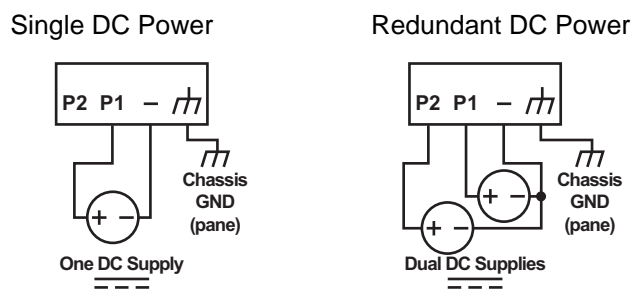 Single DC Power
P2 P1 –
Chassis
GND
(pane)
+ –
One DC Supply
Redundant DC Power
P2 P1 –
Chassis
GND
(pane)
+ –
+ –
Dual DC Supplies